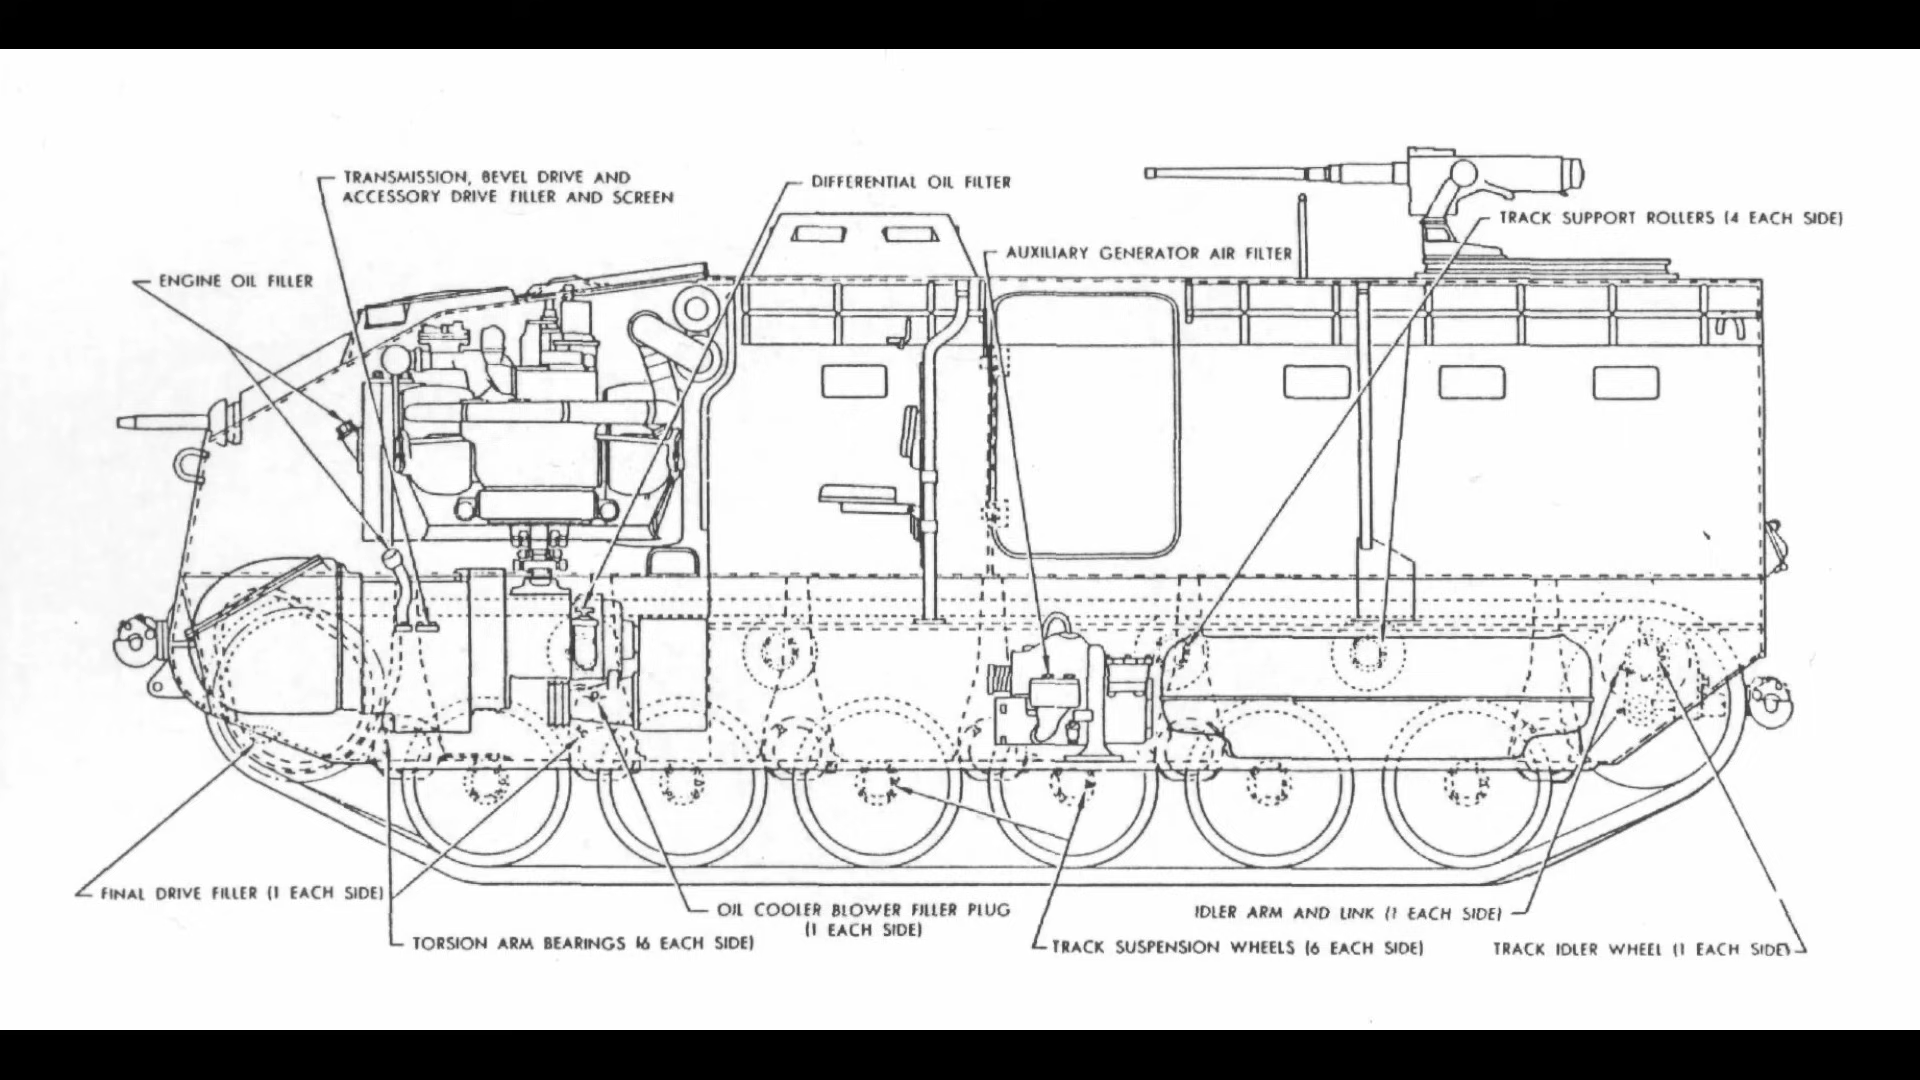 TRANSMISSION, BEVEL DRIVE AND
ACCESSORY DRIVE FILLER AND SCREEN
DIFFERENTIAL OIL FILTER
TRACK SUPPORT ROLLERS (4 EACH SIDE)
AUXILIARY GENERATOR AIR FILTER
ENGINE OIL FILLER
FINAL DRIVE FILLER (1 EACH SIDE)
OIL COOLER BLOWER FILLER PLUG
(1 EACH SIDE)
IDLER ARM AND LINK (1 EACH SIDE)
TORSION ARM BEARINGS (6 EACH SIDE)
TRACK SUSPENSION WHEELS (6 EACH SIDE)
TRACK IDLER WHEEL (1 EACH SIDE)